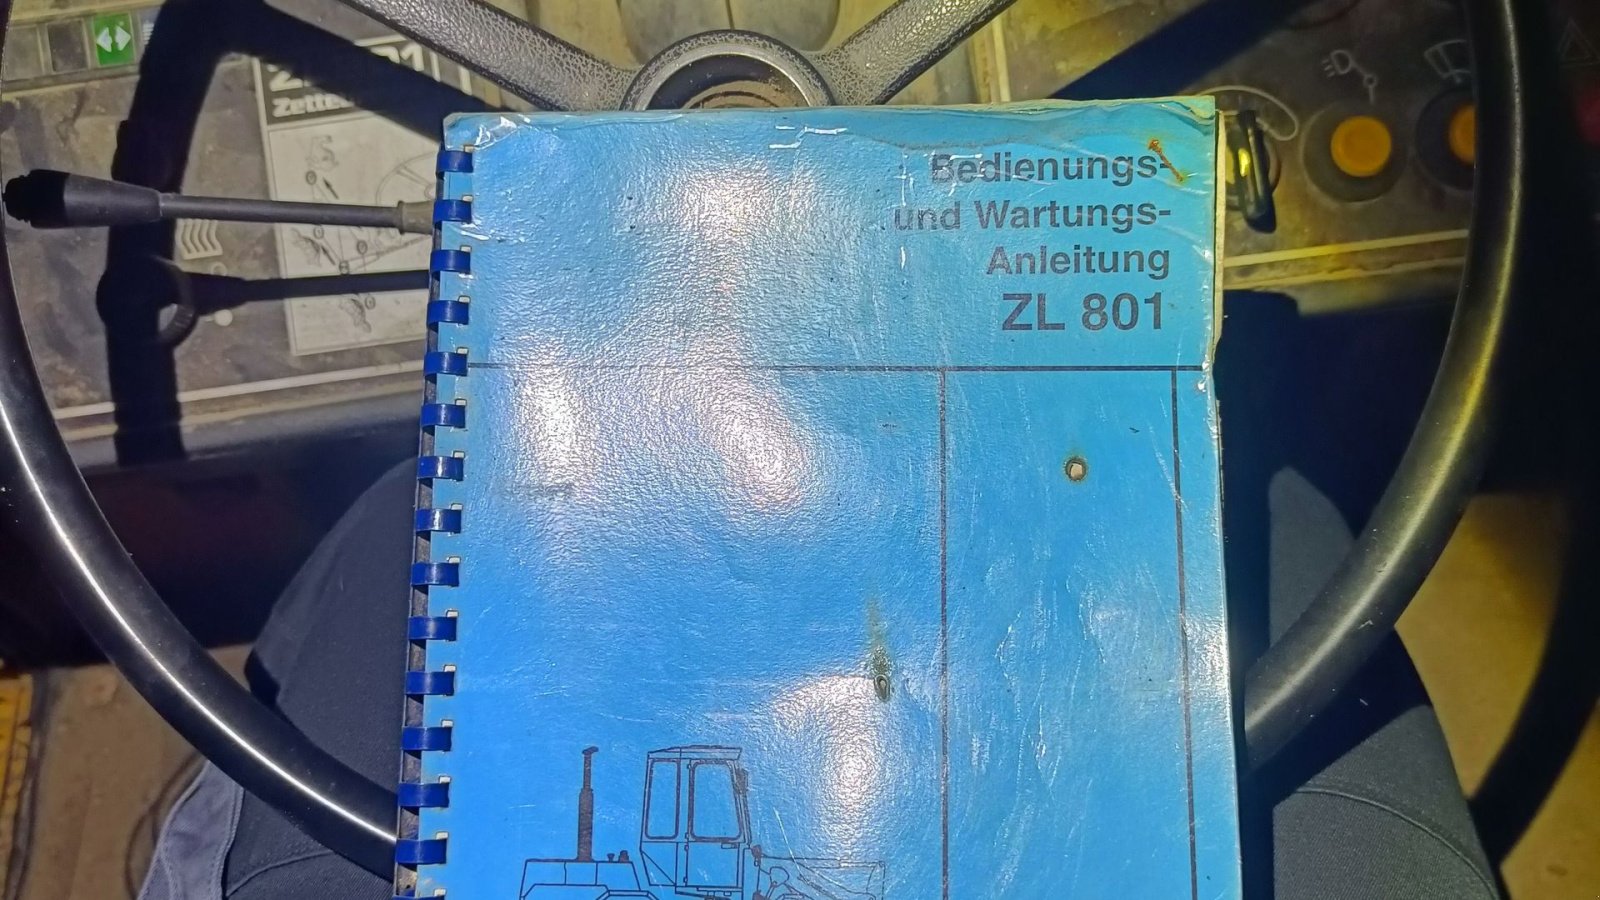 Bedienungs-
und Wartungs-
Anleitung
ZL 801